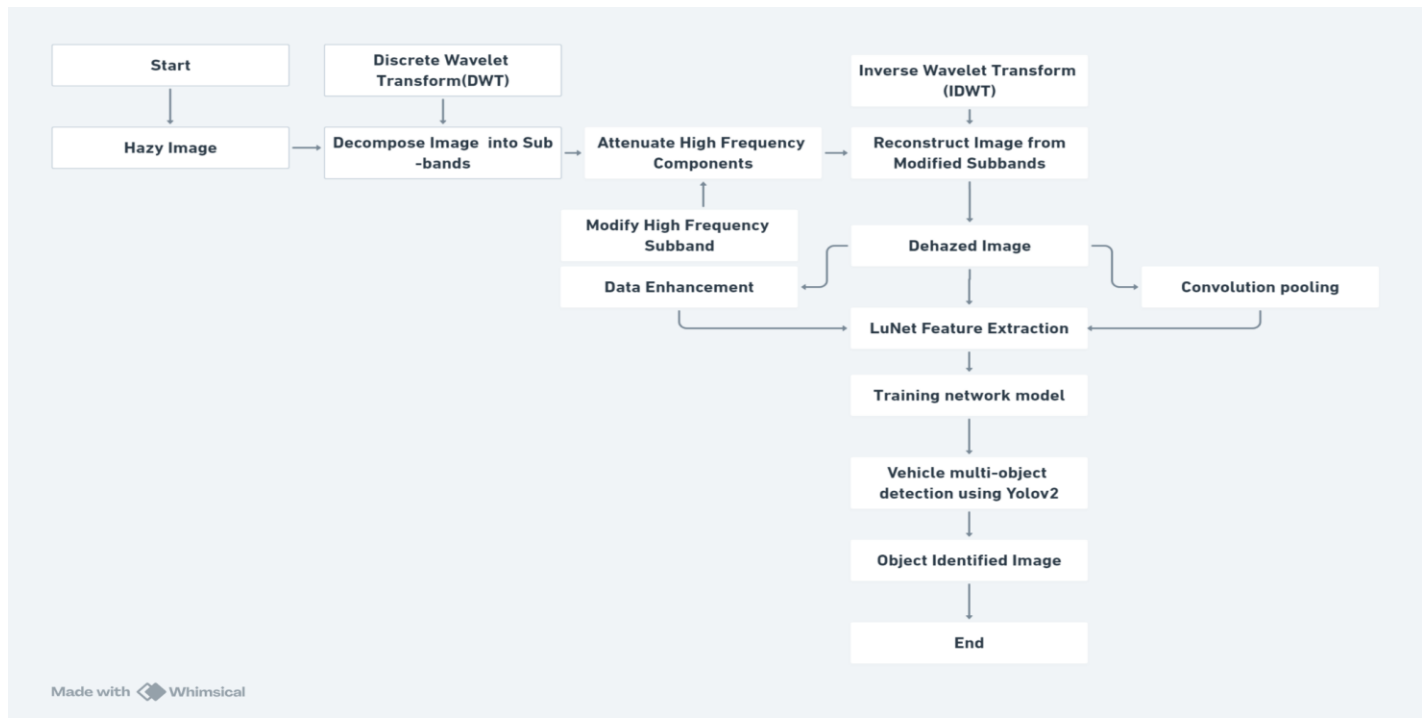 Start
Discrete Wavelet
Transform(DWT)
Inverse Wavelet Transform
(IDWT)
Hazy Image
Decompose Image into Sub
-bands
Attenuate High Frequency
Components
Reconstruct Image from
Modified Subbands
Modify High Frequency
Subband
Dehazed Image
Data Enhancement
Convolution pooling
LuNet Feature Extraction
Training network model
Vehicle multi-object
detection using Yolov2
Object Identified Image
End
Made with Whimsical